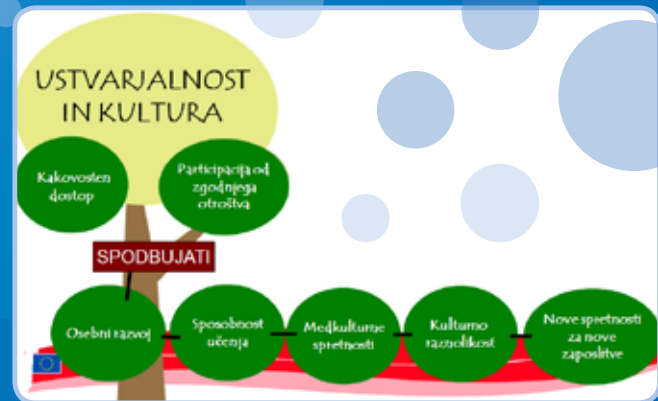 USTVARJALNOST
IN KULTURA
Kakovosten
dostop
Participacija od
zgodnjega
otroštva
SPODBUJATI
Osebni razvoj
Sposobnost
učenja
Medkulturne
spretnosti
Kulturno
raznolikost
Nove spretnosti
za nove
zaposlitve